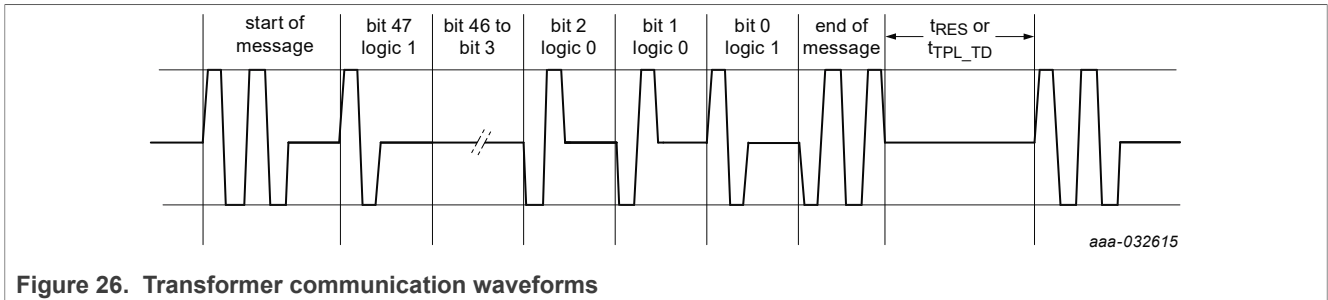 start of
message
bit 47
logic 1
bit 46 to
bit 3
bit 2
logic 0
bit 1
logic 0
bit 0
logic 1
end of
message
tRES or
tTPL_TD
aaa-032615
Figure 26. Transformer communication waveforms